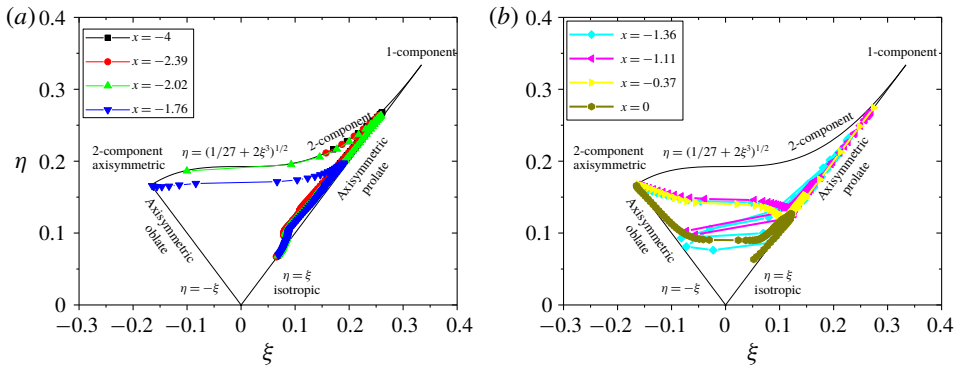 (a)
0.4
0.3
0.2
0.1
0
η
x = −4
x = −2.39
x = −2.02
x = −1.76
1-component
2-component
η = (1/27 + 2ξ³)^1/2
2-component
axisymmetric
Axisymmetric
prolate
Axisymmetric
oblate
η = ξ
isotropic
η = −ξ
−0.3 −0.2 −0.1 0 0.1 0.2 0.3 0.4
ξ
(b)
0.4
0.3
0.2
0.1
0
x = −1.36
x = −1.11
x = −0.37
x = 0
1-component
2-component
η = (1/27 + 2ξ³)^1/2
2-component
axisymmetric
Axisymmetric
prolate
Axisymmetric
oblate
η = ξ
isotropic
η = −ξ
−0.3 −0.2 −0.1 0 0.1 0.2 0.3 0.4
ξ